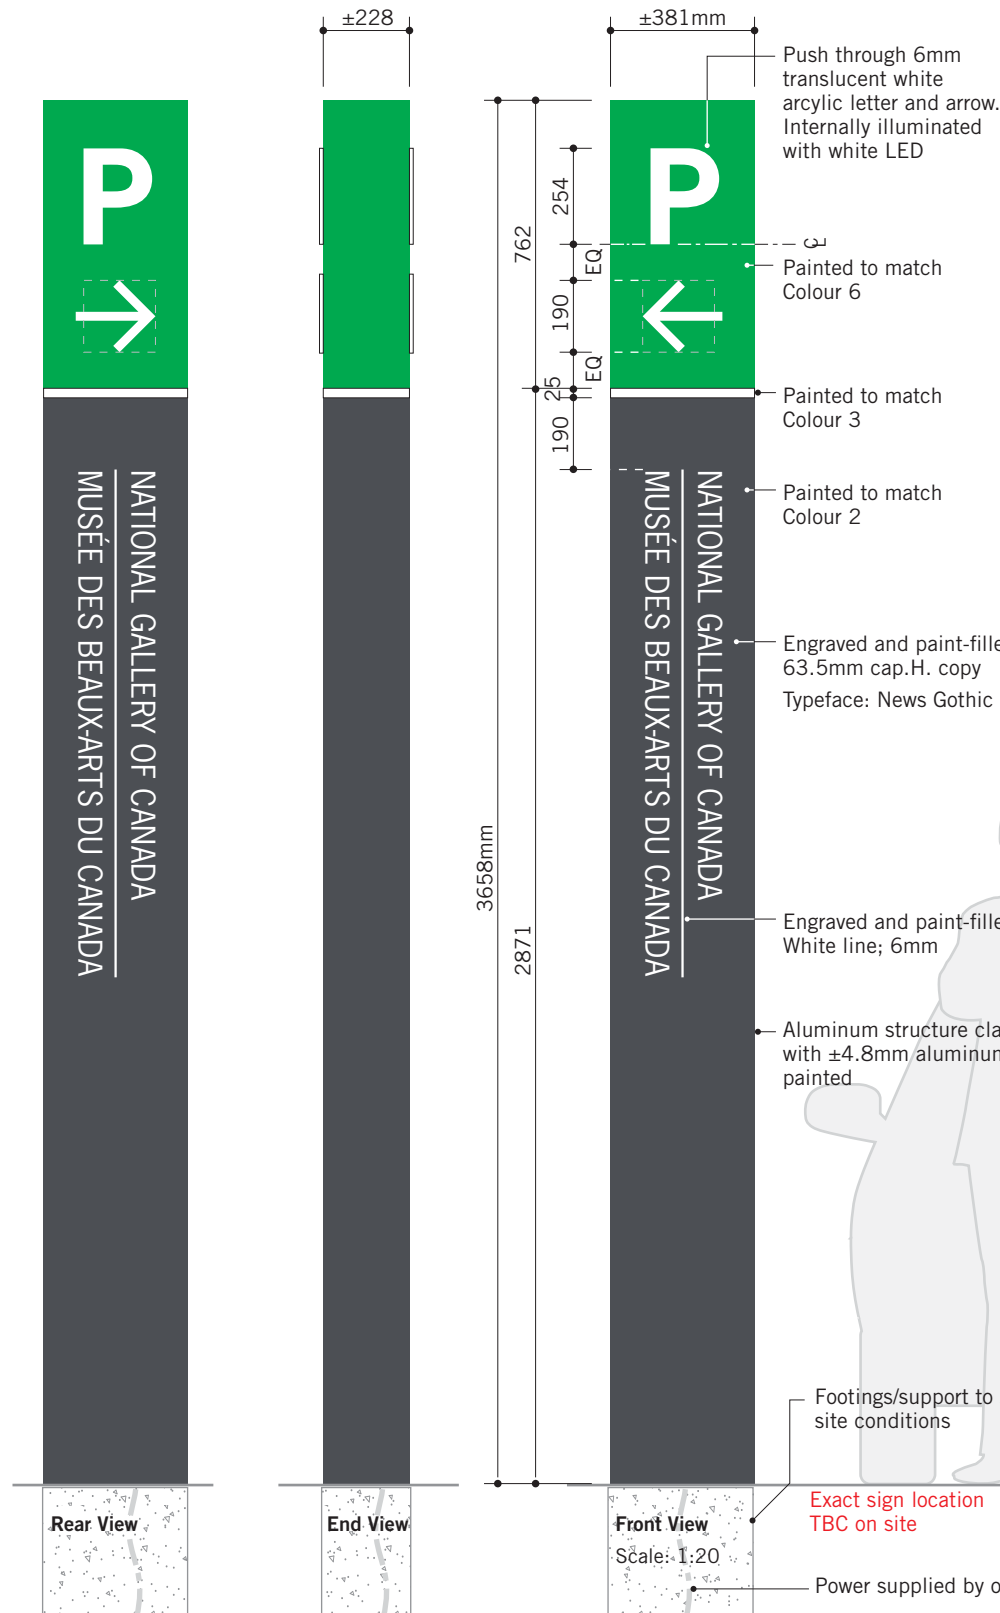 ±228
±381mm
Push through 6mm
translucent white
arcylic letter and arrow.
Internally illuminated
with white LED
P
P
254
762
EQ
CL
Painted to match
Colour 6
190
EQ
25
Painted to match
Colour 3
190
NATIONAL GALLERY OF CANADA
MUSÉE DES BEAUX-ARTS DU CANADA
NATIONAL GALLERY OF CANADA
MUSÉE DES BEAUX-ARTS DU CANADA
Painted to match
Colour 2
Engraved and paint-fille
63.5mm cap.H. copy
Typeface: News Gothic
3658mm
2871
Engraved and paint-fille
White line; 6mm
Aluminum structure cla
with ±4.8mm aluminum
painted
Footings/support to
site conditions
Exact sign location
TBC on site
Rear View
End View
Front View
Scale: 1:20
Power supplied by o